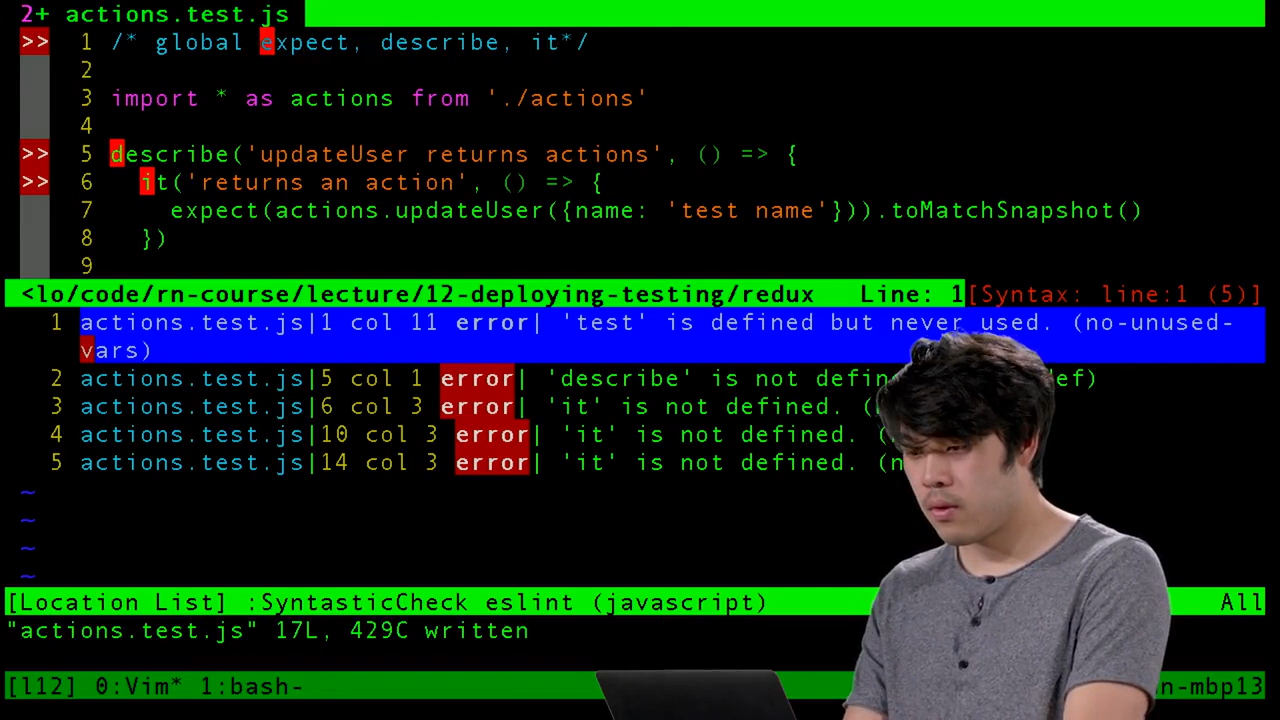 2+ actions.test.js
>> 1 /* global expect, describe, it*/
2
3 import * as actions from './actions'
4
>> 5 describe('updateUser returns actions', () => {
>> 6 it('returns an action', () => {
7 expect(actions.updateUser({name: 'test name'})).toMatchSnapshot()
8 })
9
<lo/code/rn-course/lecture/12-deploying-testing/redux Line: 1[Syntax: line:1 (5)]
1 actions.test.js|1 col 11 error| 'test' is defined but never used. (no-unused-
vars)
2 actions.test.js|5 col 1 error| 'describe' is not
3 actions.test.js|6 col 3 error| 'it' is not defined.
4 actions.test.js|10 col 3 error| 'it' is not defined.
5 actions.test.js|14 col 3 error| 'it' is not defined.
~
~
~
~
[Location List] :SyntasticCheck eslint (javascript) All
"actions.test.js" 17L, 429C written
[l12] 0:Vim* 1:bash- n-mbp13